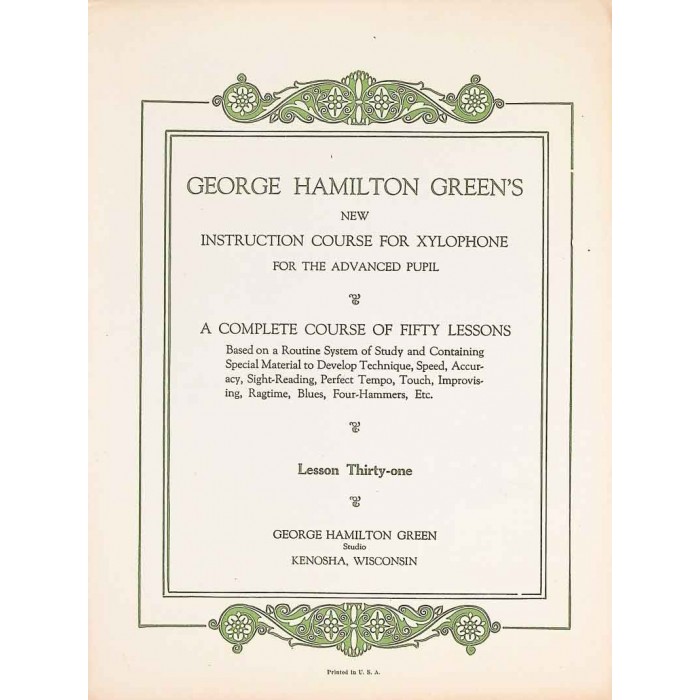 GEORGE HAMILTON GREEN'S
NEW
INSTRUCTION COURSE FOR XYLOPHONE
FOR THE ADVANCED PUPIL
A COMPLETE COURSE OF FIFTY LESSONS
Based on a Routine System of Study and Containing
Special Material to Develop Technique, Speed, Accur-
acy, Sight-Reading, Perfect Tempo, Touch, Improvis-
ing, Ragtime, Blues, Four-Hammers, Etc.
Lesson Thirty-one
GEORGE HAMILTON GREEN
Studio
KENOSHA, WISCONSIN
Printed in U. S. A.